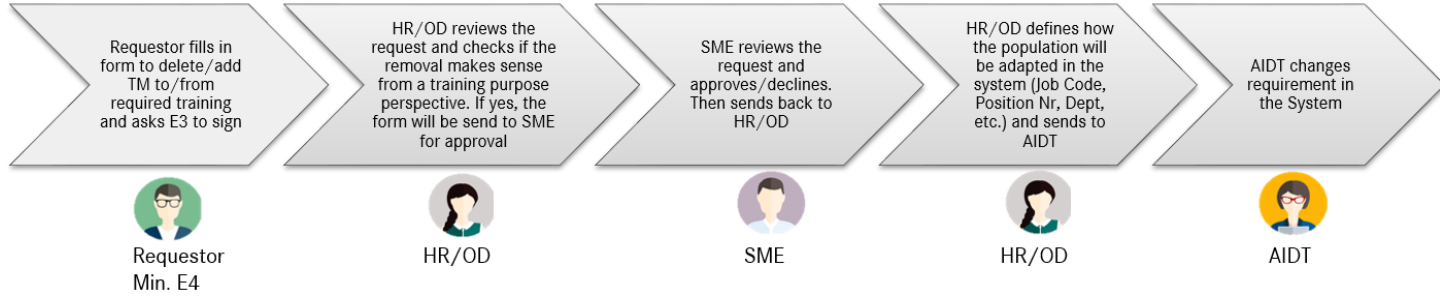 Requestor fills in
form to delete/add
TM to/from
required training
and asks E3 to sign
HR/OD reviews the
request and checks if the
removal makes sense
from a training purpose
perspective. If yes, the
form will be send to SME
for approval
SME reviews the
request and
approves/declines.
Then sends back to
HR/OD
HR/OD defines how
the population will
be adapted in the
system (Job Code,
Position Nr, Dept,
etc.) and sends to
AIDT
AIDT changes
requirement in
the System
Requestor
Min. E4
HR/OD
SME
HR/OD
AIDT